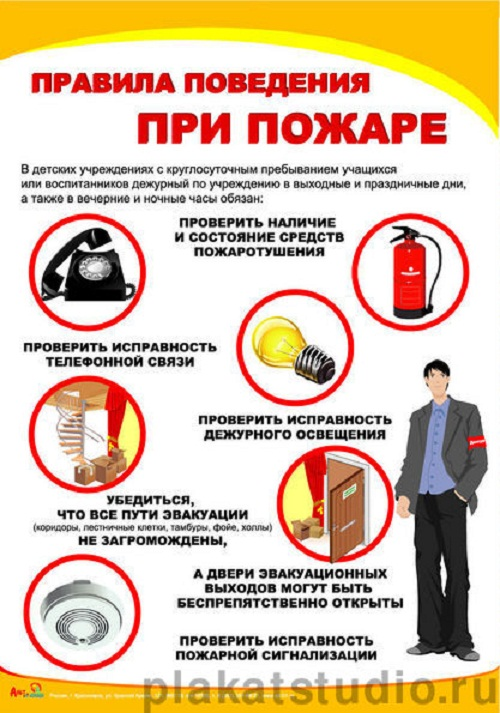 ПРАВИЛА ПОВЕДЕНИЯ
ПРИ ПОЖАРЕ
В детских учреждениях с круглосуточным пребыванием учащихся
или воспитанников дежурный по учреждению в выходные и праздничные дни,
а также в вечерние и ночные часы обязан:
ПРОВЕРИТЬ НАЛИЧИЕ
И СОСТОЯНИЕ СРЕДСТВ
ПОЖАРОТУШЕНИЯ
ПРОВЕРИТЬ ИСПРАВНОСТЬ
ТЕЛЕФОННОЙ СВЯЗИ
ПРОВЕРИТЬ ИСПРАВНОСТЬ
ДЕЖУРНОГО ОСВЕЩЕНИЯ
УБЕДИТЬСЯ,
ЧТО ВСЕ ПУТИ ЭВАКУАЦИИ
(коридоры, лестничные клетки, тамбуры, фойе, холлы)
НЕ ЗАГРОМОЖДЕНЫ,
А ДВЕРИ ЭВАКУАЦИОННЫХ
ВЫХОДОВ МОГУТ БЫТЬ
БЕСПРЕПЯТСТВЕННО ОТКРЫТЫ
ПРОВЕРИТЬ ИСПРАВНОСТЬ
ПОЖАРНОЙ СИГНАЛИЗАЦИИ
plakatstudio.ru